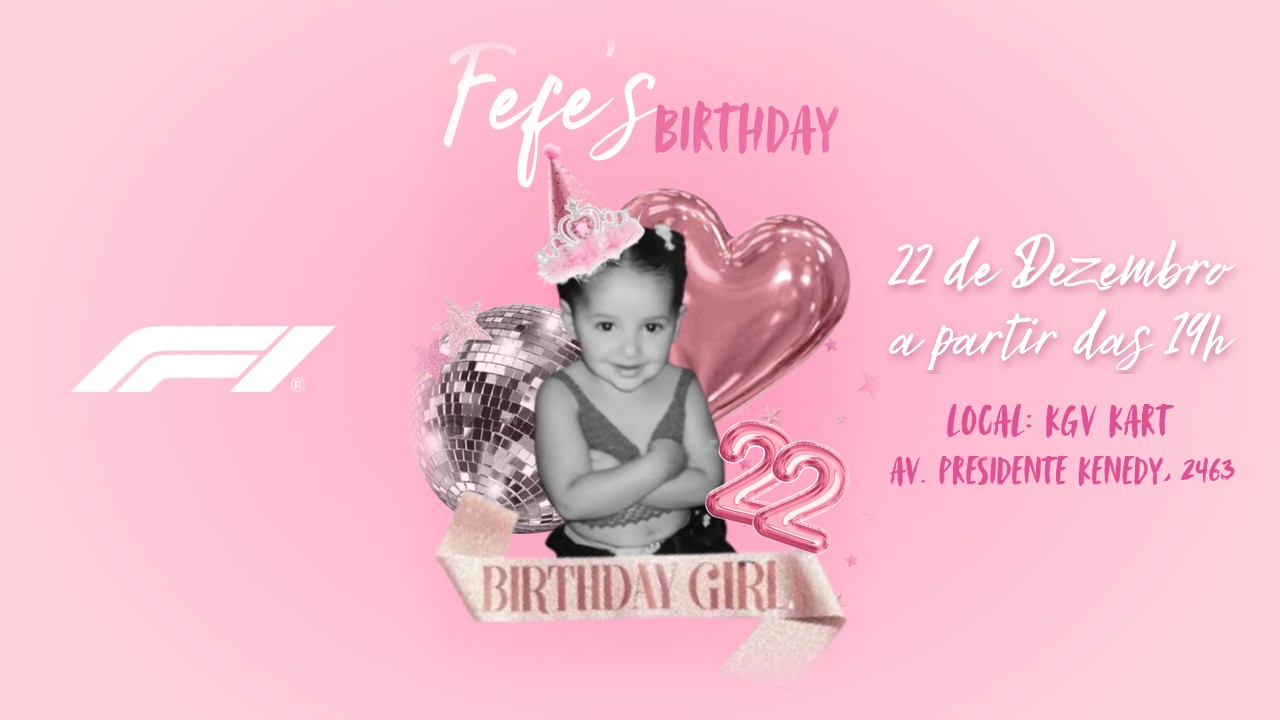 Fefe's BIRTHDAY
F1®
22 de Dezembro
a partir das 19h
LOCAL: KGV KART
AV. PRESIDENTE KENEDY, 2463
22
BIRTHDAY GIRL